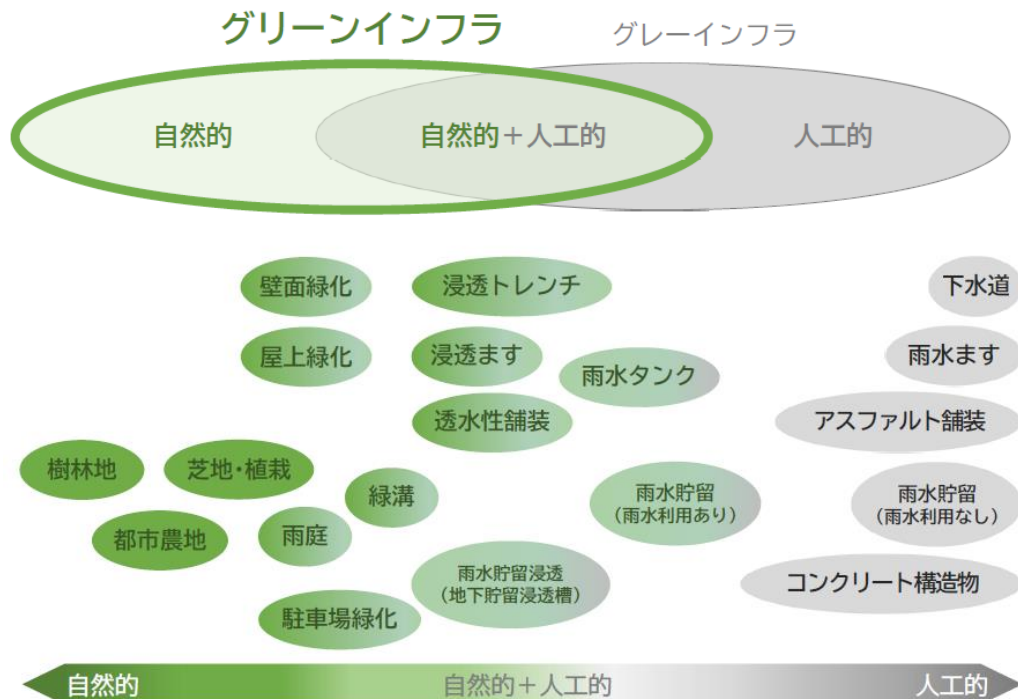 グリーンインフラ
グレーインフラ
自然的
自然的＋人工的
人工的
壁面緑化
浸透トレンチ
下水道
屋上緑化
浸透ます
雨水タンク
雨水ます
透水性舗装
アスファルト舗装
樹林地
芝地・植栽
緑溝
雨水貯留
（雨水利用あり）
雨水貯留
（雨水利用なし）
都市農地
雨庭
雨水貯留浸透
（地下貯留浸透槽）
コンクリート構造物
駐車場緑化
自然的
自然的＋人工的
人工的